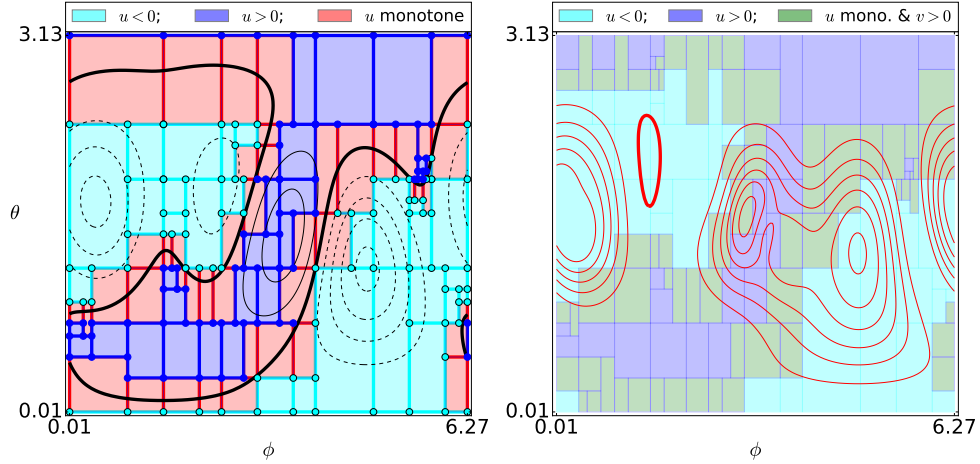 u < 0; u > 0; u monotone
3.13
θ
0.01
0.01 6.27
ϕ
u < 0; u > 0; u mono. & v > 0
3.13
0.01
0.01 6.27
ϕ